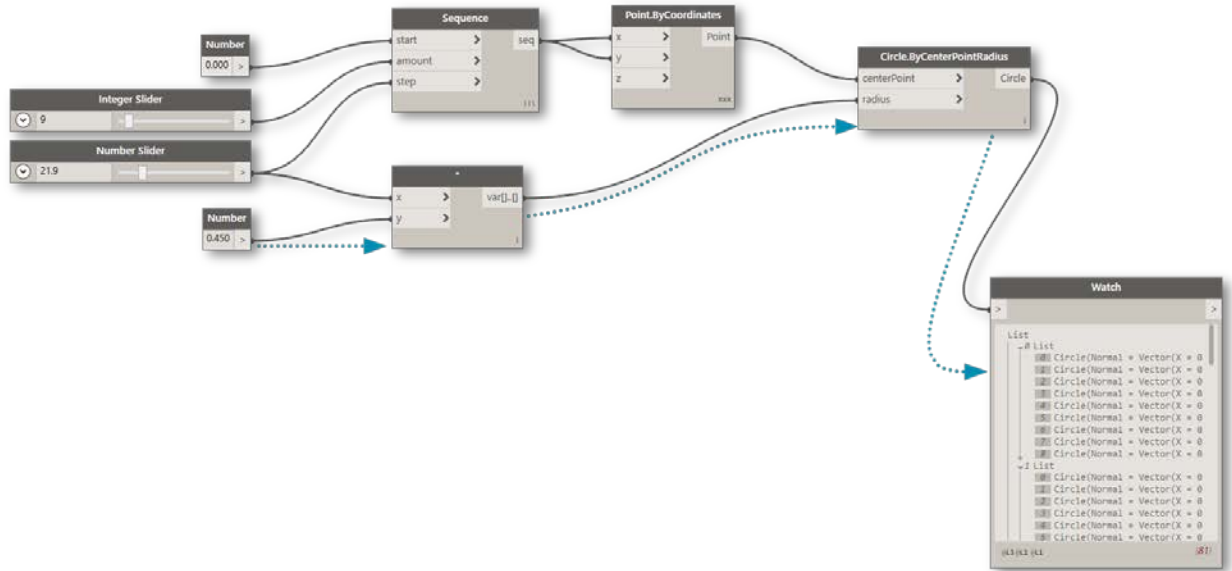 Number
0.000 >
Integer Slider
9 >
Number Slider
21.9 >
Number
0.450 >
Sequence
start > seq
amount >
step >
Point.ByCoordinates
x > Point
y >
z >
xxx
*
x > var[]..[]
y >
Circle.ByCenterPointRadius
centerPoint > Circle
radius >
Watch
> >
List
0 List
0 Circle(Normal = Vector(X = 0
1 Circle(Normal = Vector(X = 0
2 Circle(Normal = Vector(X = 0
3 Circle(Normal = Vector(X = 0
4 Circle(Normal = Vector(X = 0
5 Circle(Normal = Vector(X = 0
6 Circle(Normal = Vector(X = 0
7 Circle(Normal = Vector(X = 0
8 Circle(Normal = Vector(X = 0
1 List
0 Circle(Normal = Vector(X = 0
1 Circle(Normal = Vector(X = 0
2 Circle(Normal = Vector(X = 0
3 Circle(Normal = Vector(X = 0
4 Circle(Normal = Vector(X = 0
5 Circle(Normal = Vector(X = 0
@L3 @L2 @L1 {81}